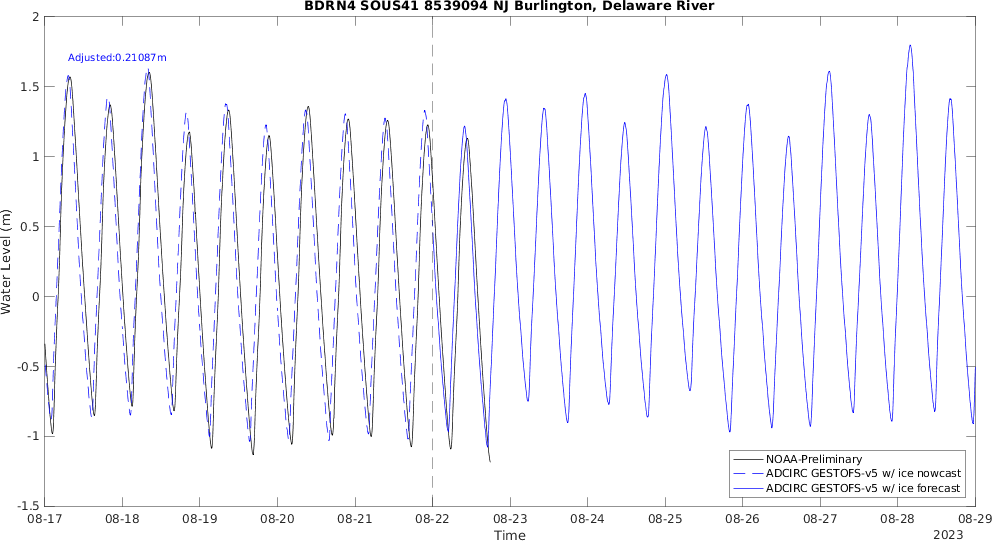 BDRN4 SOUS41 8539094 NJ Burlington, Delaware River
Adjusted:0.21087m
Water Level (m)
2
1.5
1
0.5
0
-0.5
-1
-1.5
NOAA-Preliminary
ADCIRC GESTOFS-v5 w/ ice nowcast
ADCIRC GESTOFS-v5 w/ ice forecast
08-17 08-18 08-19 08-20 08-21 08-22 08-23 08-24 08-25 08-26 08-27 08-28 08-29
Time
2023